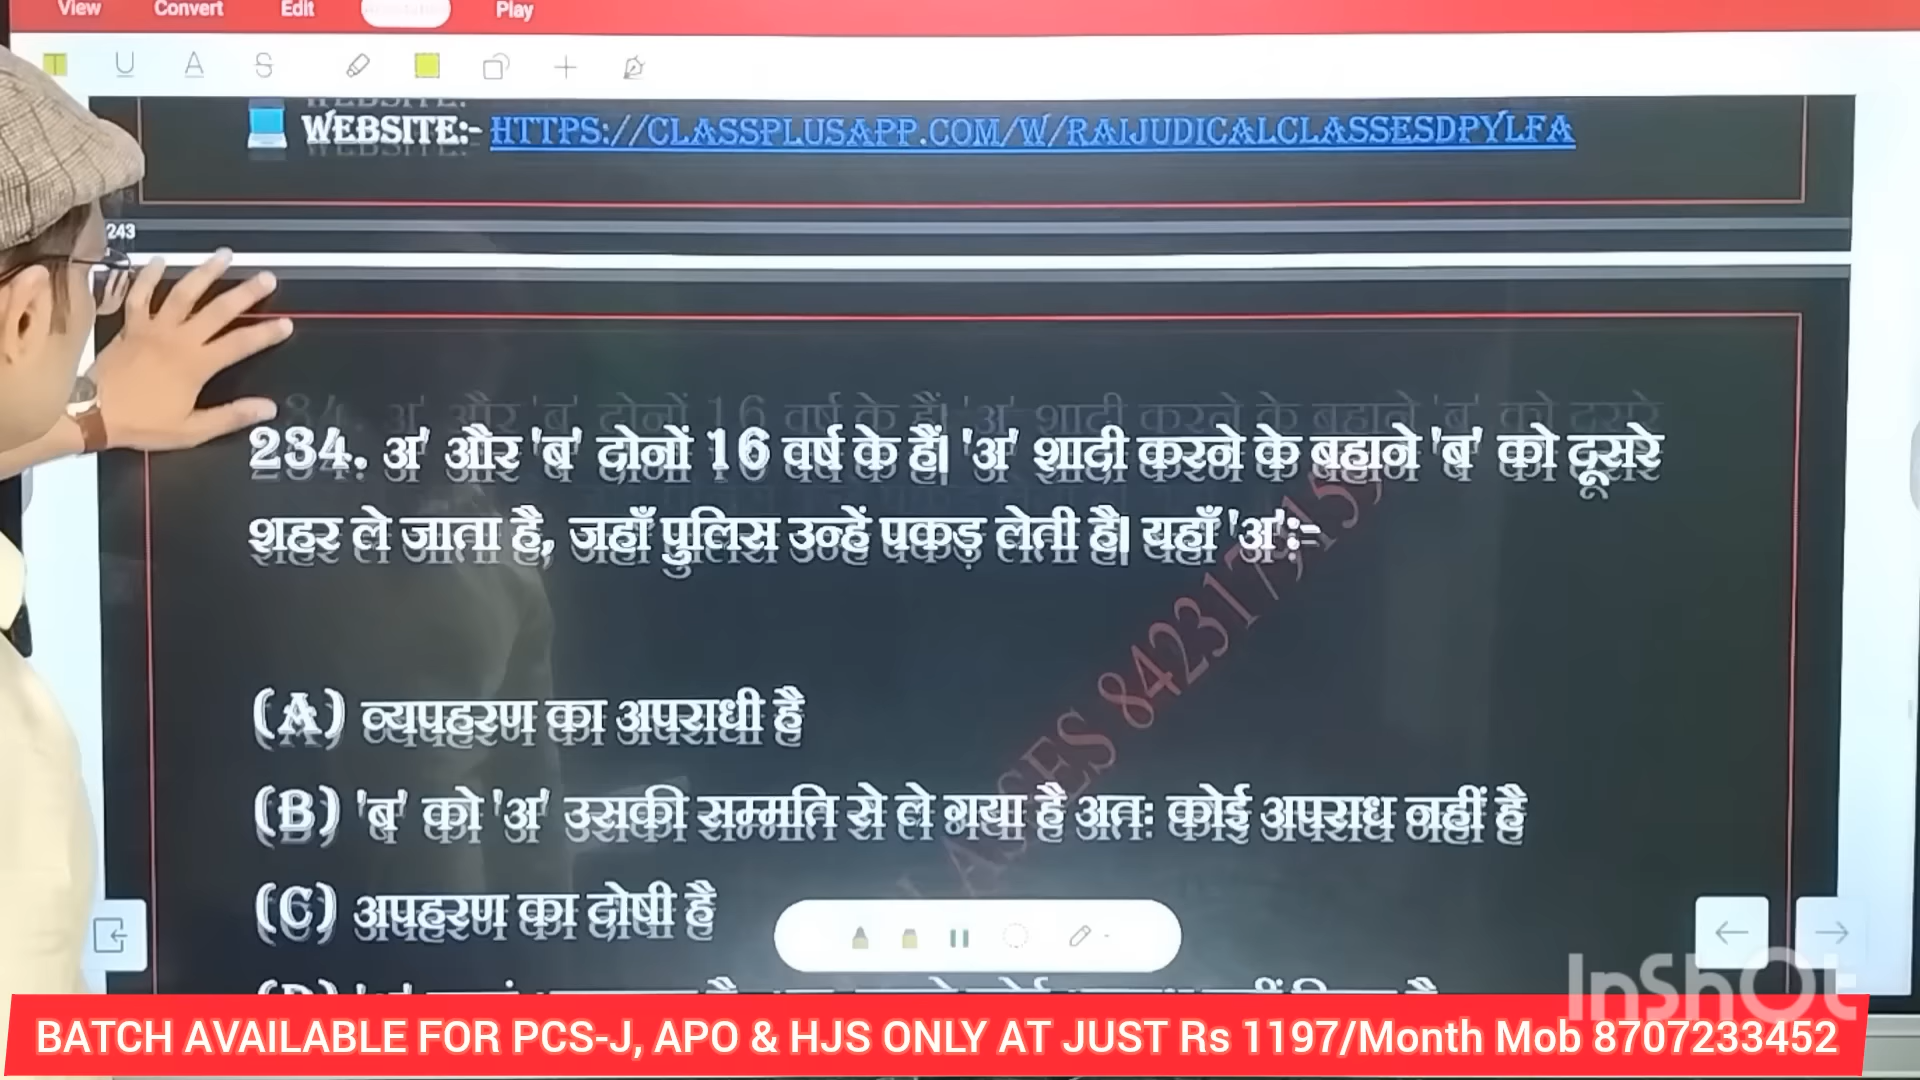 View Convert Edit Play
T U A S
WEBSITE:- HTTPS://CLASSPLUSAPP.COM/W/RAIJUDICALCLASSESDPYLFA
243
234. अ' और 'ब' दोनों 16 वर्ष के हैं। 'अ' शादी करने के बहाने 'ब' को दूसरे
शहर ले जाता है, जहाँ पुलिस उन्हें पकड़ लेती है। यहाँ 'अ':-
(A) व्यपहरण का अपराधी है
(B) 'ब' को 'अ' उसकी सम्मति से ले गया है अतः कोई अपराध नहीं है
(C) अपहरण का दोषी है
InShOt
BATCH AVAILABLE FOR PCS-J, APO & HJS ONLY AT JUST Rs 1197/Month Mob 8707233452